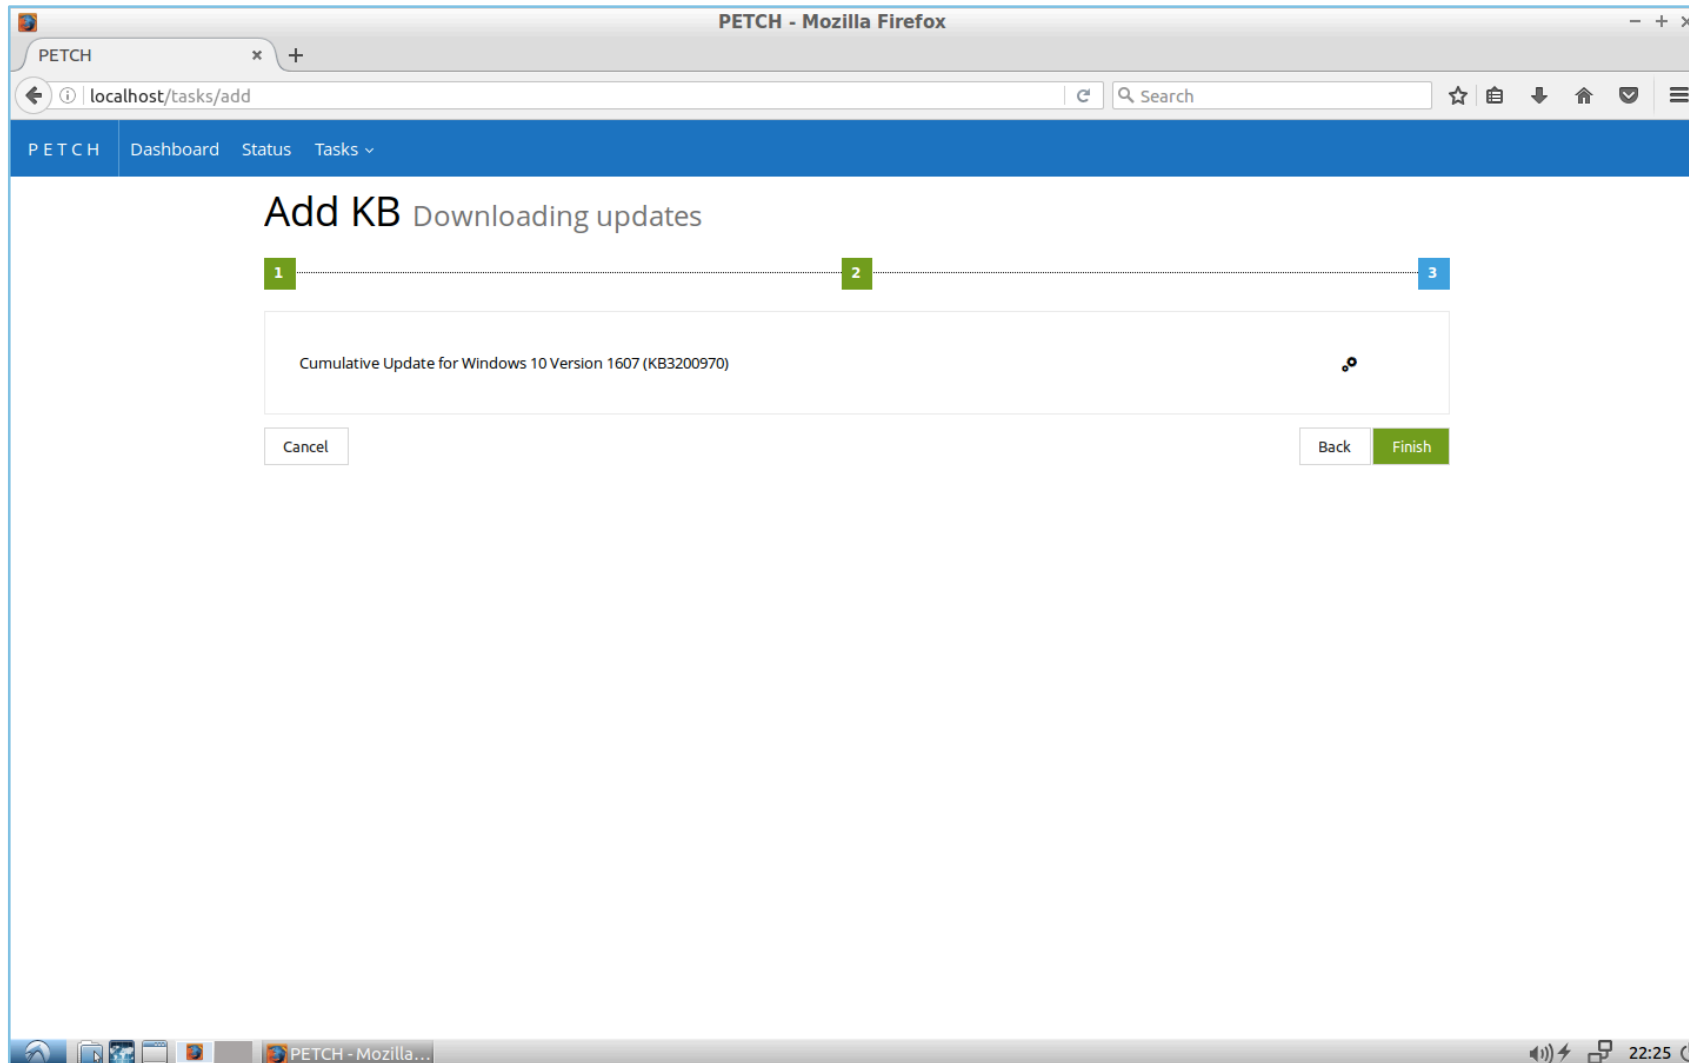 PETCH - Mozilla Firefox
PETCH
localhost/tasks/add
Search
PETCH Dashboard Status Tasks
Add KB Downloading updates
1 2 3
Cumulative Update for Windows 10 Version 1607 (KB3200970)
Cancel Back Finish
PETCH - Mozilla... 22:25